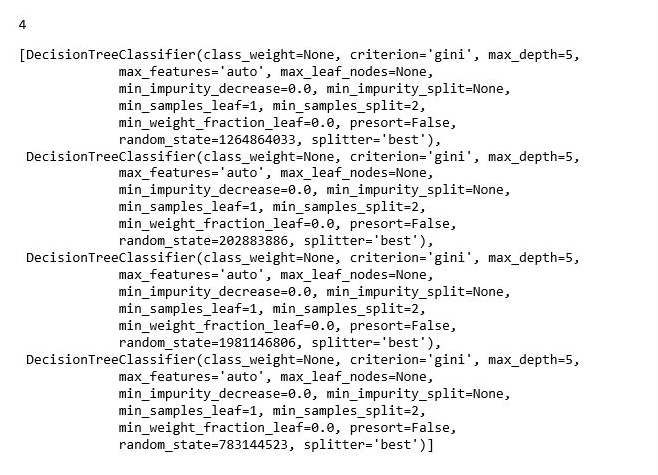 4
[DecisionTreeClassifier(class_weight=None, criterion='gini', max_depth=5,
            max_features='auto', max_leaf_nodes=None,
            min_impurity_decrease=0.0, min_impurity_split=None,
            min_samples_leaf=1, min_samples_split=2,
            min_weight_fraction_leaf=0.0, presort=False,
            random_state=1264864033, splitter='best'),
 DecisionTreeClassifier(class_weight=None, criterion='gini', max_depth=5,
            max_features='auto', max_leaf_nodes=None,
            min_impurity_decrease=0.0, min_impurity_split=None,
            min_samples_leaf=1, min_samples_split=2,
            min_weight_fraction_leaf=0.0, presort=False,
            random_state=202883886, splitter='best'),
 DecisionTreeClassifier(class_weight=None, criterion='gini', max_depth=5,
            max_features='auto', max_leaf_nodes=None,
            min_impurity_decrease=0.0, min_impurity_split=None,
            min_samples_leaf=1, min_samples_split=2,
            min_weight_fraction_leaf=0.0, presort=False,
            random_state=1981146806, splitter='best'),
 DecisionTreeClassifier(class_weight=None, criterion='gini', max_depth=5,
            max_features='auto', max_leaf_nodes=None,
            min_impurity_decrease=0.0, min_impurity_split=None,
            min_samples_leaf=1, min_samples_split=2,
            min_weight_fraction_leaf=0.0, presort=False,
            random_state=783144523, splitter='best')]